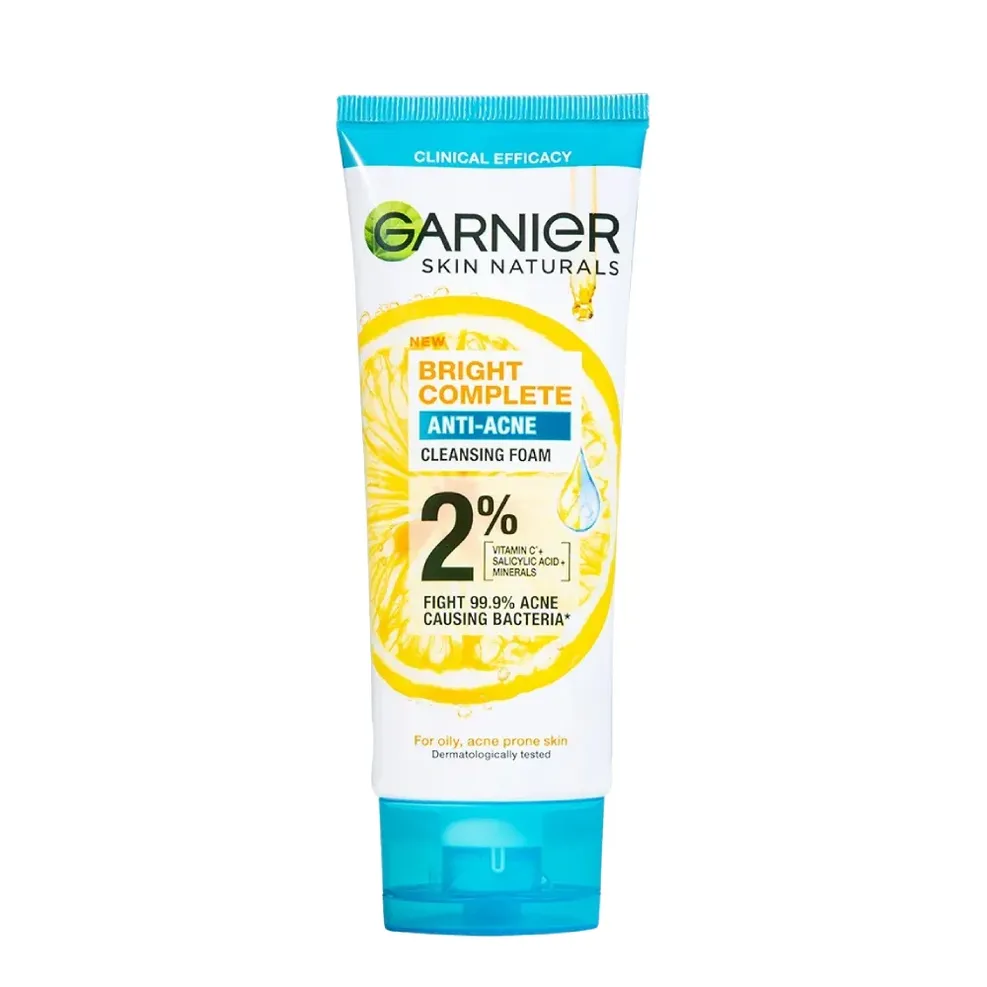 CLINICAL EFFICACY
GARNIER
SKIN NATURALS
NEW
BRIGHT
COMPLETE
ANTI-ACNE
CLEANSING FOAM
2%
VITAMIN C*+
SALICYLIC ACID+
MINERALS
FIGHT 99.9% ACNE
CAUSING BACTERIA*
For oily, acne prone skin
Dermatologically tested